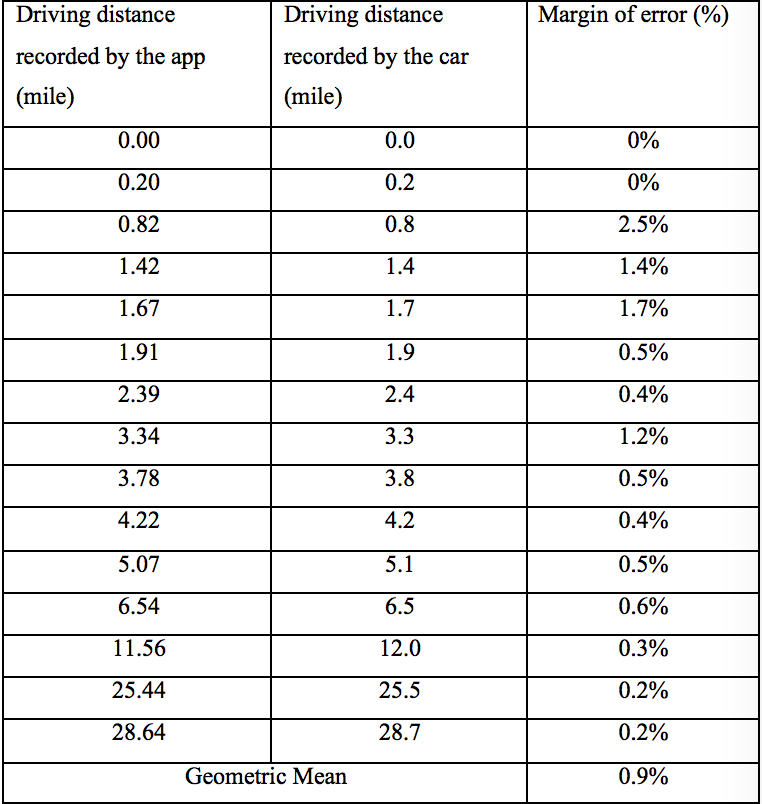 Driving distance recorded by the app (mile) Driving distance recorded by the car (mile) Margin of error (%)
0.00 0.0 0%
0.20 0.2 0%
0.82 0.8 2.5%
1.42 1.4 1.4%
1.67 1.7 1.7%
1.91 1.9 0.5%
2.39 2.4 0.4%
3.34 3.3 1.2%
3.78 3.8 0.5%
4.22 4.2 0.4%
5.07 5.1 0.5%
6.54 6.5 0.6%
11.56 12.0 0.3%
25.44 25.5 0.2%
28.64 28.7 0.2%
Geometric Mean 0.9%